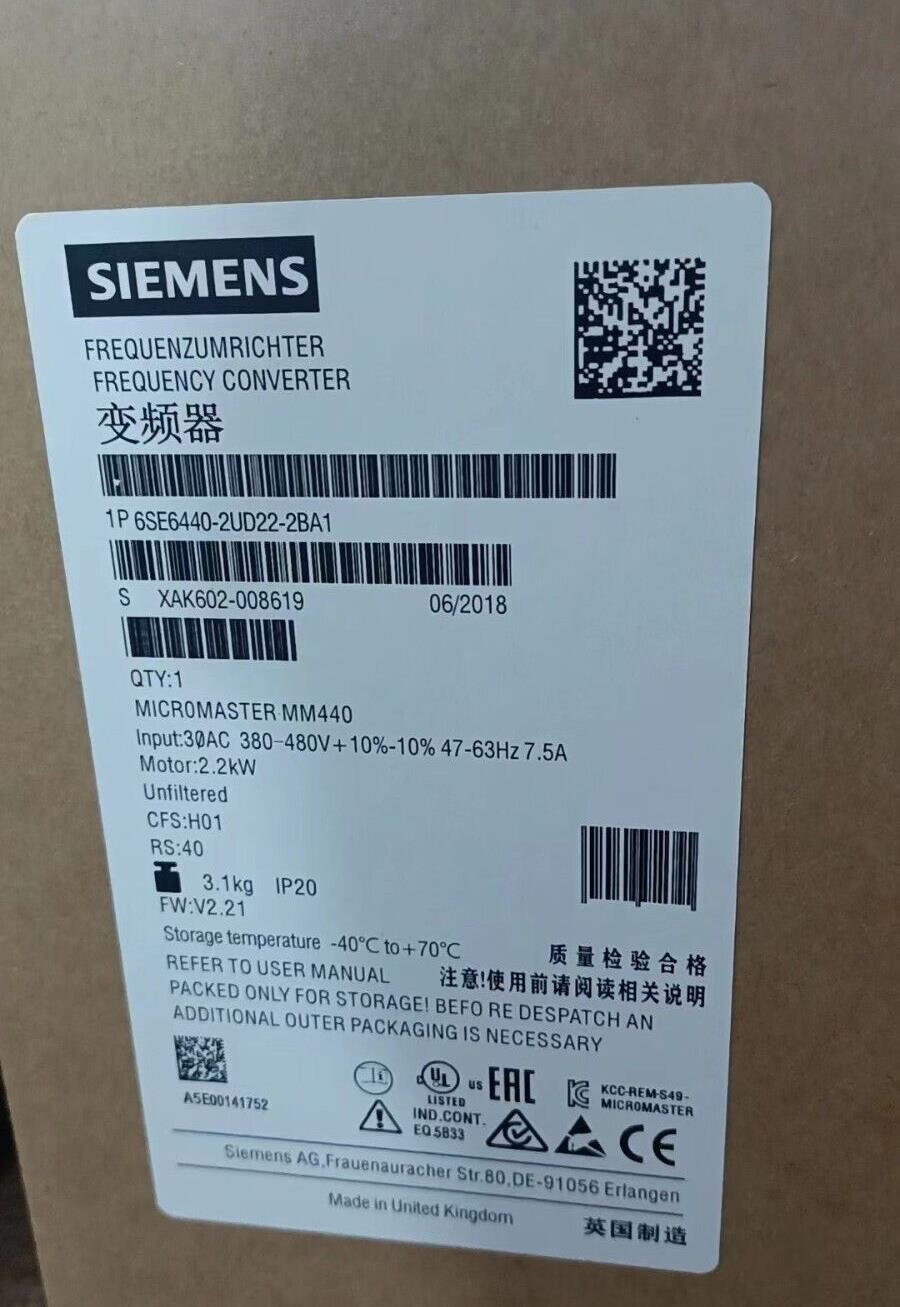 SIEMENS
FREQUENZUMRICHTER
FREQUENCY CONVERTER
变频器
1P 6SE6440-2UD22-2BA1
S XAK602-008619 06/2018
QTY:1
MICROMASTER MM440
Input:3ØAC 380-480V+10%-10% 47-63Hz 7.5A
Motor:2.2kW
Unfiltered
CFS:H01
RS:40
3.1kg IP20
FW:V2.21
Storage temperature -40°C to+70°C
质量检验合格
REFER TO USER MANUAL
注意!使用前请阅读相关说明
PACKED ONLY FOR STORAGE! BEFO RE DESPATCH AN
ADDITIONAL OUTER PACKAGING IS NECESSARY
A5E00141752
UL US
LISTED
IND.CONT.
EQ.5B33
EAC
KCC-REM-S49-
MICROMASTER
CE
Siemens AG,Frauenauracher Str.80,DE-91056 Erlangen
Made in United Kingdom
英国制造